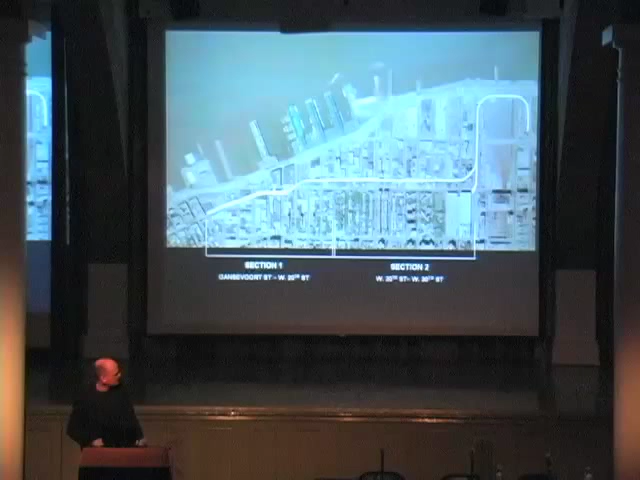 SECTION 1
GANSEVOORT ST - W. 20TH ST
SECTION 2
W. 20TH ST - W. 30TH ST